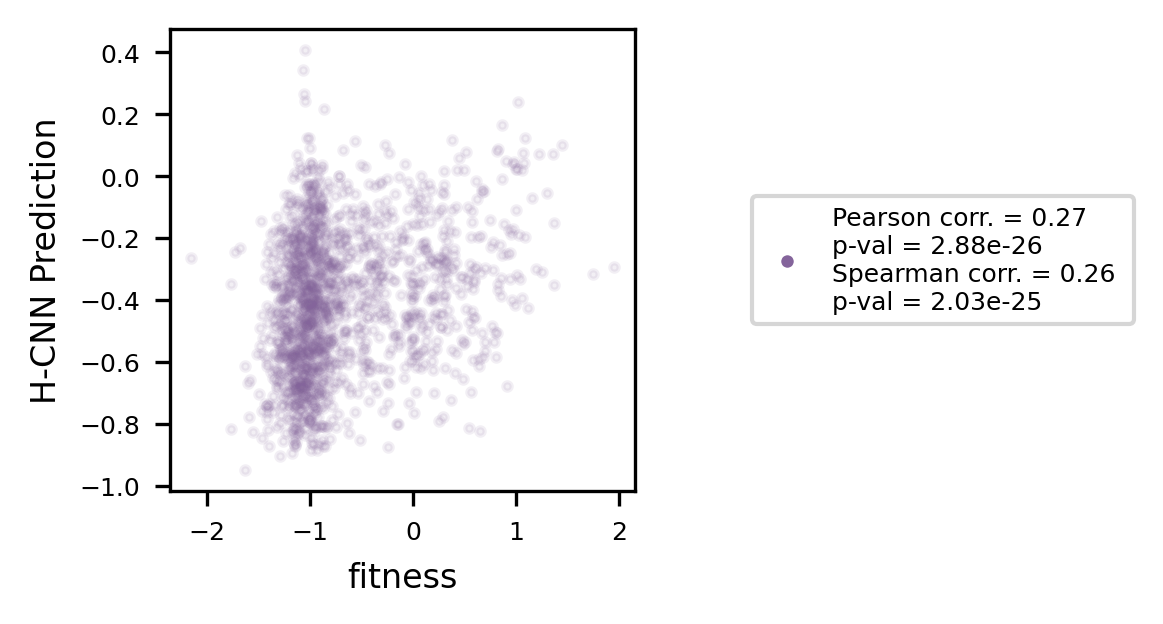 0.4
0.2
0.0
−0.2
−0.4
−0.6
−0.8
−1.0
H-CNN Prediction
−2
−1
0
1
2
fitness
Pearson corr. = 0.27
p-val = 2.88e-26
Spearman corr. = 0.26
p-val = 2.03e-25